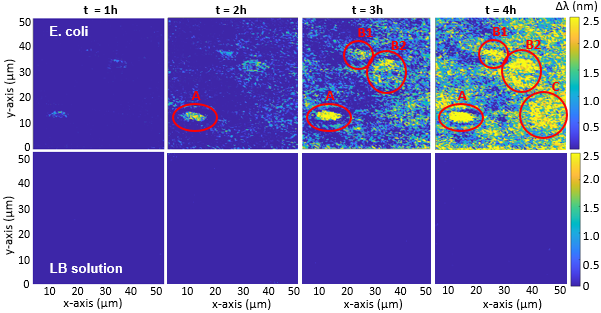 t = 1h t = 2h t = 3h t = 4h Δλ (nm)
E. coli
50
40
30
20
10
0
y-axis (µm)
A
A
B1
B2
A
B1
B2
C
2.5
2.0
1.5
1.0
0.5
LB solution
50
40
30
20
10
0
y-axis (µm)
2.5
2.0
1.5
1.0
0.5
0
10 20 30 40 50 10 20 30 40 50 10 20 30 40 50 10 20 30 40 50
x-axis (µm) x-axis (µm) x-axis (µm) x-axis (µm)